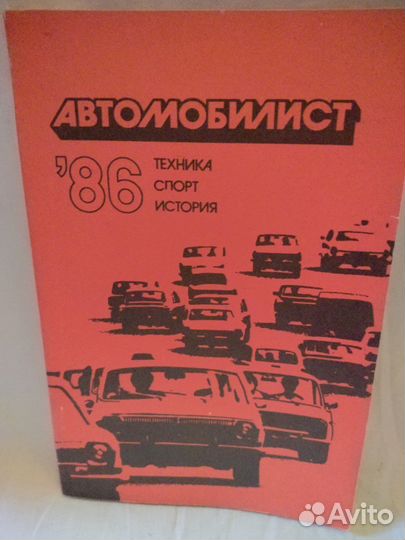 АВТОМОБИЛИСТ
'86
ТЕХНИКА
СПОРТ
ИСТОРИЯ
Avito